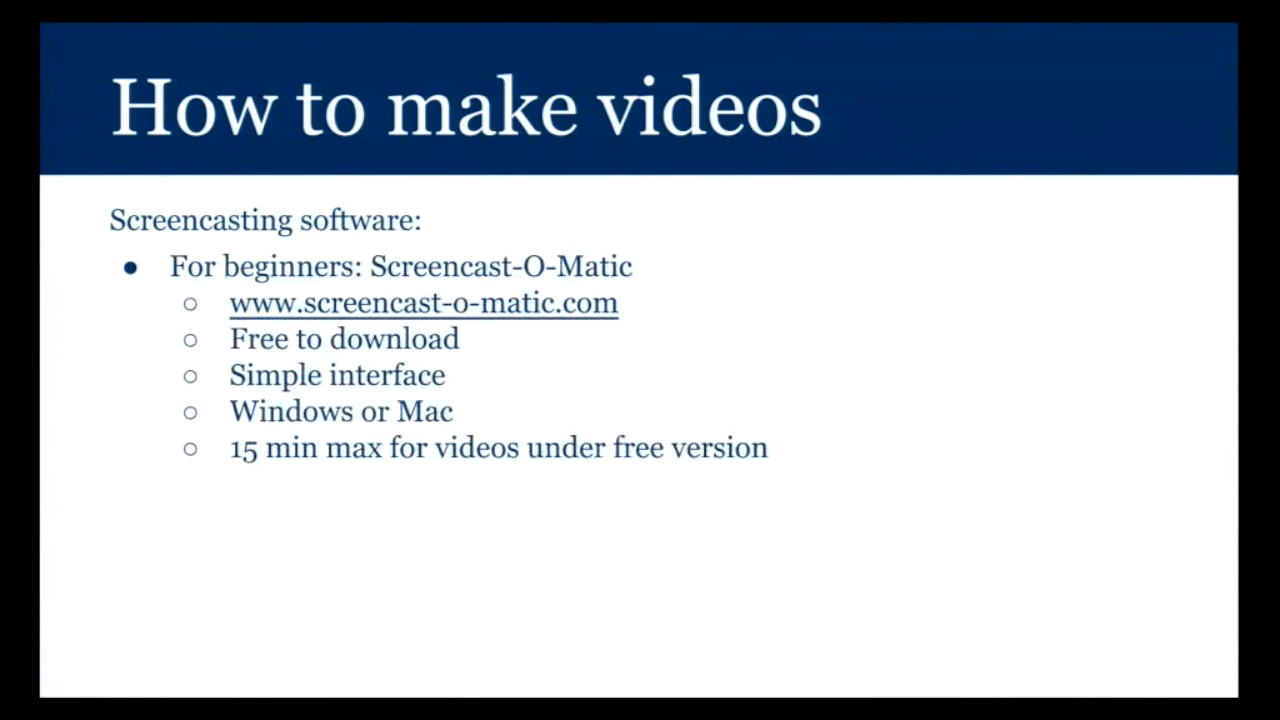 How to make videos
Screencasting software:
● For beginners: Screencast-O-Matic
○ www.screencast-o-matic.com
○ Free to download
○ Simple interface
○ Windows or Mac
○ 15 min max for videos under free version